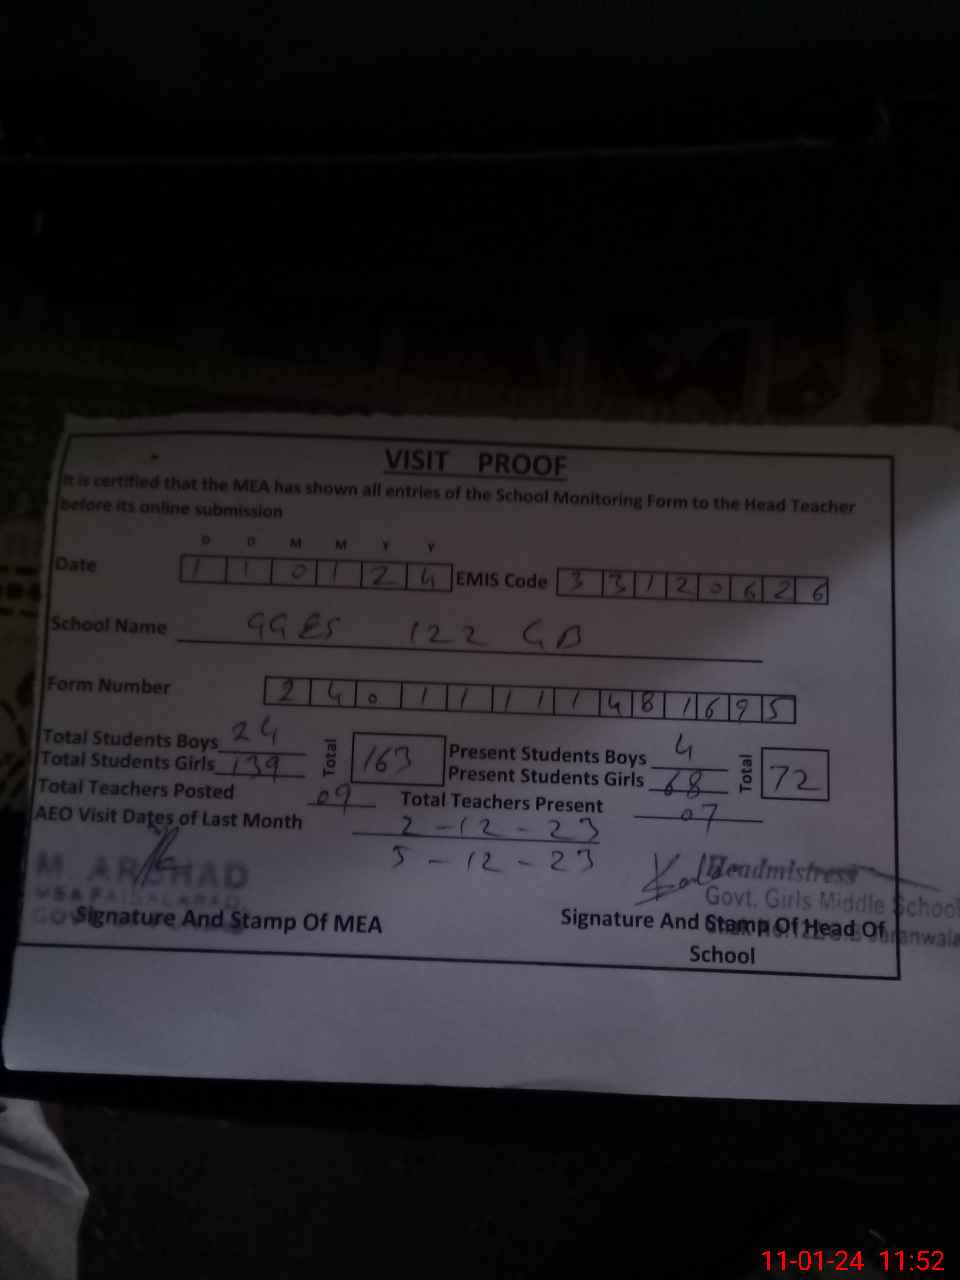 VISIT PROOF
It is certified that the MEA has shown all entries of the School Monitoring Form to the Head Teacher
before its online submission
D D M M Y Y
Date 1 1 0 1 2 4 EMIS Code 3 3 1 2 0 6 2 6
School Name GGES 122 GB
Form Number 2 4 0 1 1 1 1 1 4 8 1 6 9 5
Total Students Boys 24 Total 163 Present Students Boys 4 Total 72
Total Students Girls 139 Present Students Girls 68
Total Teachers Posted 09 Total Teachers Present 07
AEO Visit Dates of Last Month 2-12-23
5-12-23
M. ARSHAD
MEA FAISALABAD
Headmistress
Govt. Girls Middle School
Signature And Stamp Of MEA
Signature And Stamp Of Head Of
School
11-01-24 11:52